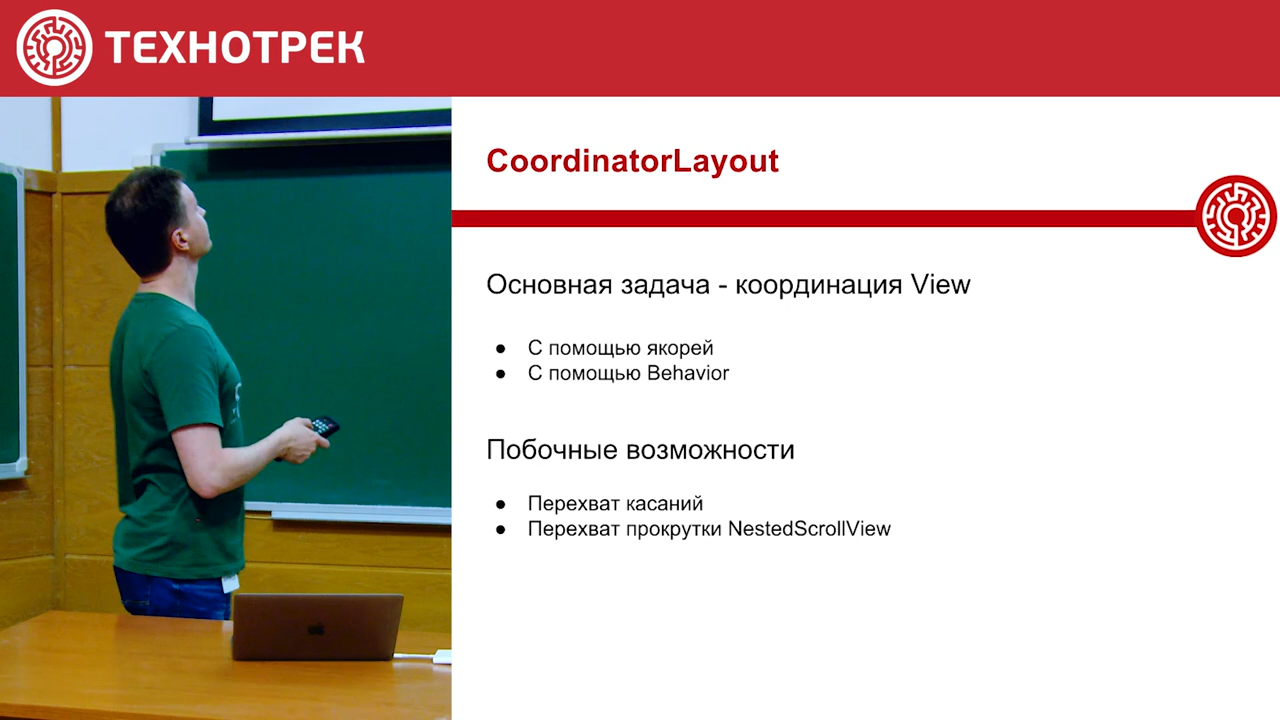 ТЕХНОТРЕК
CoordinatorLayout
Основная задача - координация View
● С помощью якорей
● С помощью Behavior
Побочные возможности
● Перехват касаний
● Перехват прокрутки NestedScrollView